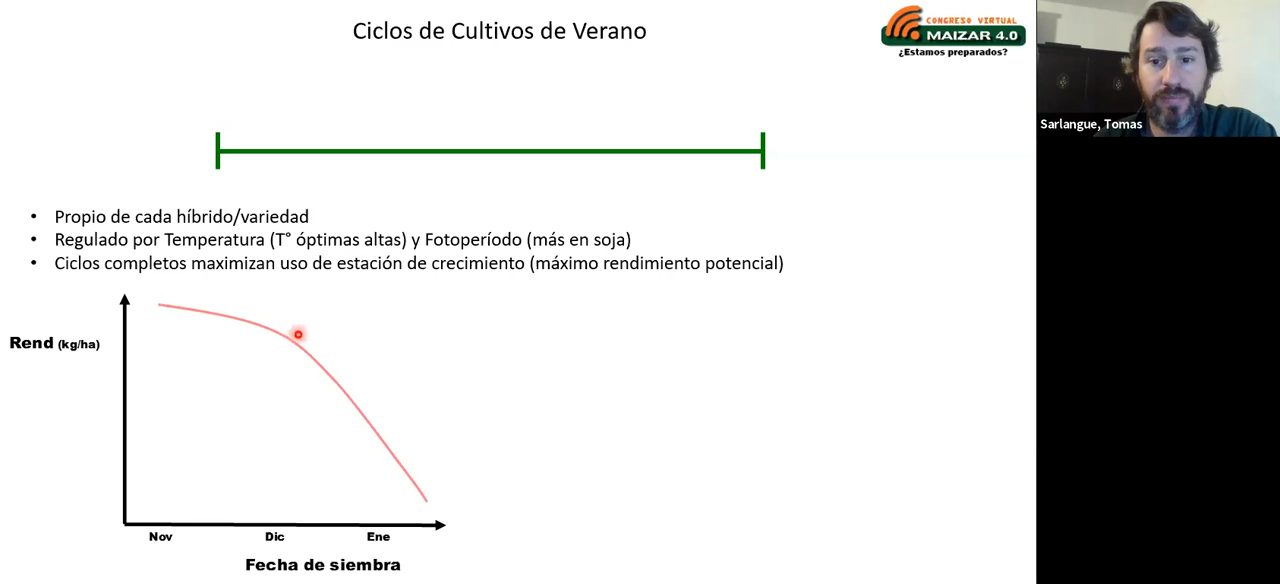 Ciclos de Cultivos de Verano
CONGRESO VIRTUAL
MAIZAR 4.0
¿Estamos preparados?
Sarlangue, Tomas
• Propio de cada híbrido/variedad
• Regulado por Temperatura (T° óptimas altas) y Fotoperíodo (más en soja)
• Ciclos completos maximizan uso de estación de crecimiento (máximo rendimiento potencial)
Rend (kg/ha)
Nov Dic Ene
Fecha de siembra